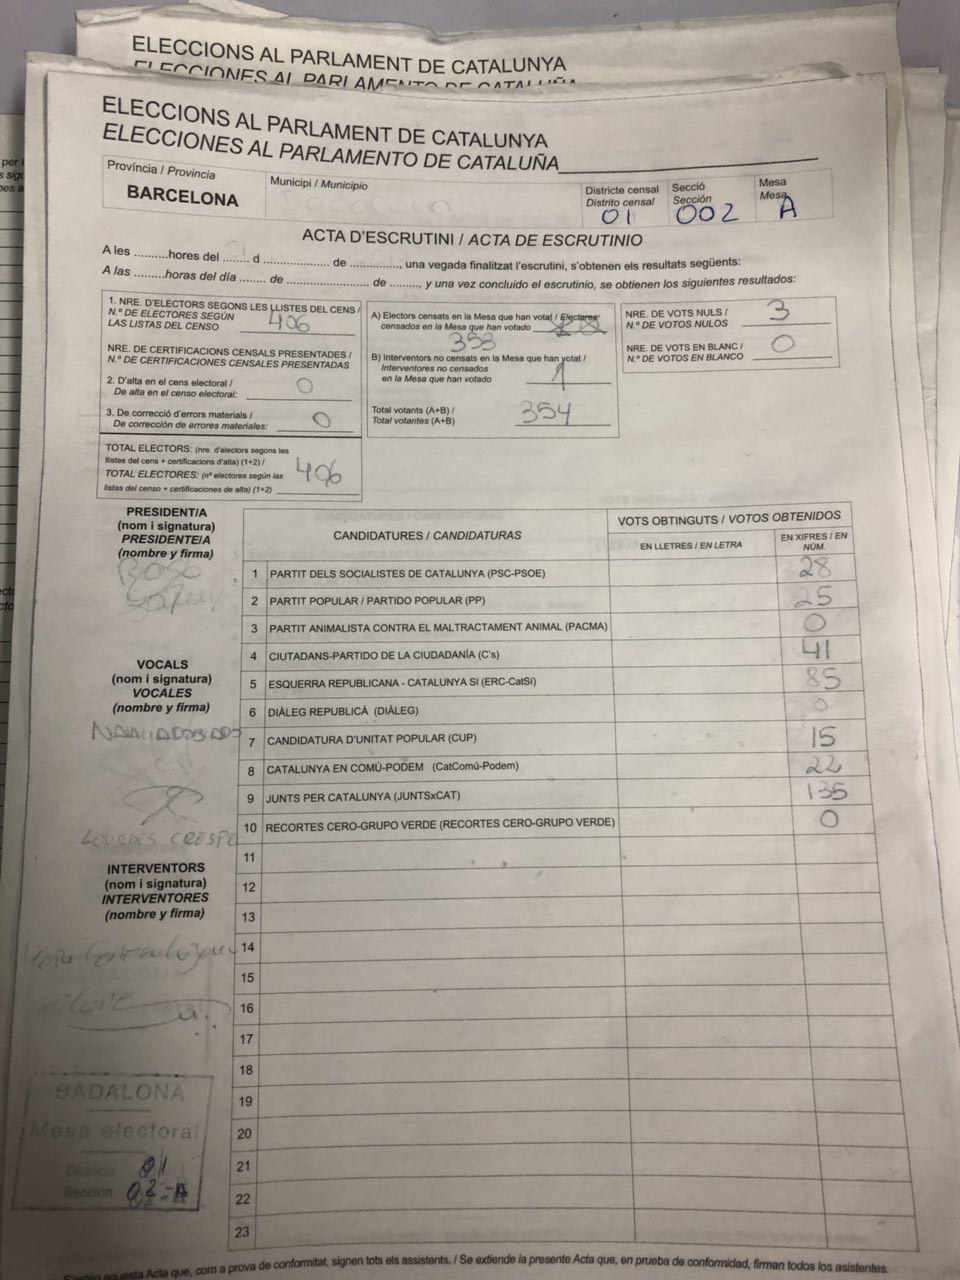 ELECCIONS AL PARLAMENT DE CATALUNYA
ELECCIONES AL PARLAMENTO DE CATALUÑA
ELECCIONS AL PARLAMENT DE CATALUNYA
ELECCIONES AL PARLAMENTO DE CATALUÑA
Província / Provincia
BARCELONA
Municipi / Municipio
Districte censal
Distrito censal
01
Secció
Sección
002
Mesa
Mesa
A
ACTA D'ESCRUTINI / ACTA DE ESCRUTINIO
A les ..........hores del ........ d .................... de ..............., una vegada finalitzat l'escrutini, s'obtenen els resultats següents:
A las ..........horas del día ........ de ......................... de ........, y una vez concluido el escrutinio, se obtienen los siguientes resultados:
1. NRE. D'ELECTORS SEGONS LES LLISTES DEL CENS /
N.º DE ELECTORES SEGÚN
LAS LISTAS DEL CENSO 406
NRE. DE CERTIFICACIONS CENSALS PRESENTADES /
N.º DE CERTIFICACIONES CENSALES PRESENTADAS
2. D'alta en el cens electoral /
De alta en el censo electoral: 0
3. De correcció d'errors materials /
De corrección de errores materiales: 0
TOTAL ELECTORS: (nre. d'electors segons les
llistes del cens + certificacions d'alta) (1+2) /
TOTAL ELECTORES: (nº electores según las
listas del censo + certificaciones de alta) (1+2)
406
A) Electors censats en la Mesa que han votat / Electores
censados en la Mesa que han votado
353
B) Interventors no censats en la Mesa que han votat /
Interventores no censados
en la Mesa que han votado 1
Total votants (A+B) /
Total votantes (A+B) 354
NRE. DE VOTS NULS /
N.º DE VOTOS NULOS 3
NRE. DE VOTS EN BLANC /
N.º DE VOTOS EN BLANCO 0
PRESIDENT/A
(nom i signatura)
PRESIDENTE/A
(nombre y firma)
VOCALS
(nom i signatura)
VOCALES
(nombre y firma)
LOURDES CRESPO
INTERVENTORS
(nom i signatura)
INTERVENTORES
(nombre y firma)
CANDIDATURES / CANDIDATURAS
VOTS OBTINGUTS / VOTOS OBTENIDOS
EN LLETRES / EN LETRA
EN XIFRES / EN NÚM.
1 PARTIT DELS SOCIALISTES DE CATALUNYA (PSC-PSOE) 28
2 PARTIT POPULAR / PARTIDO POPULAR (PP) 25
3 PARTIT ANIMALISTA CONTRA EL MALTRACTAMENT ANIMAL (PACMA) 0
4 CIUTADANS-PARTIDO DE LA CIUDADANÍA (C's) 41
5 ESQUERRA REPUBLICANA - CATALUNYA SÍ (ERC-CatSí) 85
6 DIÀLEG REPUBLICÀ (DIÀLEG) 0
7 CANDIDATURA D'UNITAT POPULAR (CUP) 15
8 CATALUNYA EN COMÚ-PODEM (CatComú-Podem) 22
9 JUNTS PER CATALUNYA (JUNTSxCAT) 135
10 RECORTES CERO-GRUPO VERDE (RECORTES CERO-GRUPO VERDE) 0
11
12
13
14
15
16
17
18
19
20
21
22
23
BADALONA
Mesa electoral
Districto 01
Sección 02-A
S'estén aquesta Acta que, com a prova de conformitat, signen tots els assistents. / Se extiende la presente Acta que, en prueba de conformidad, firman todos los asistentes.